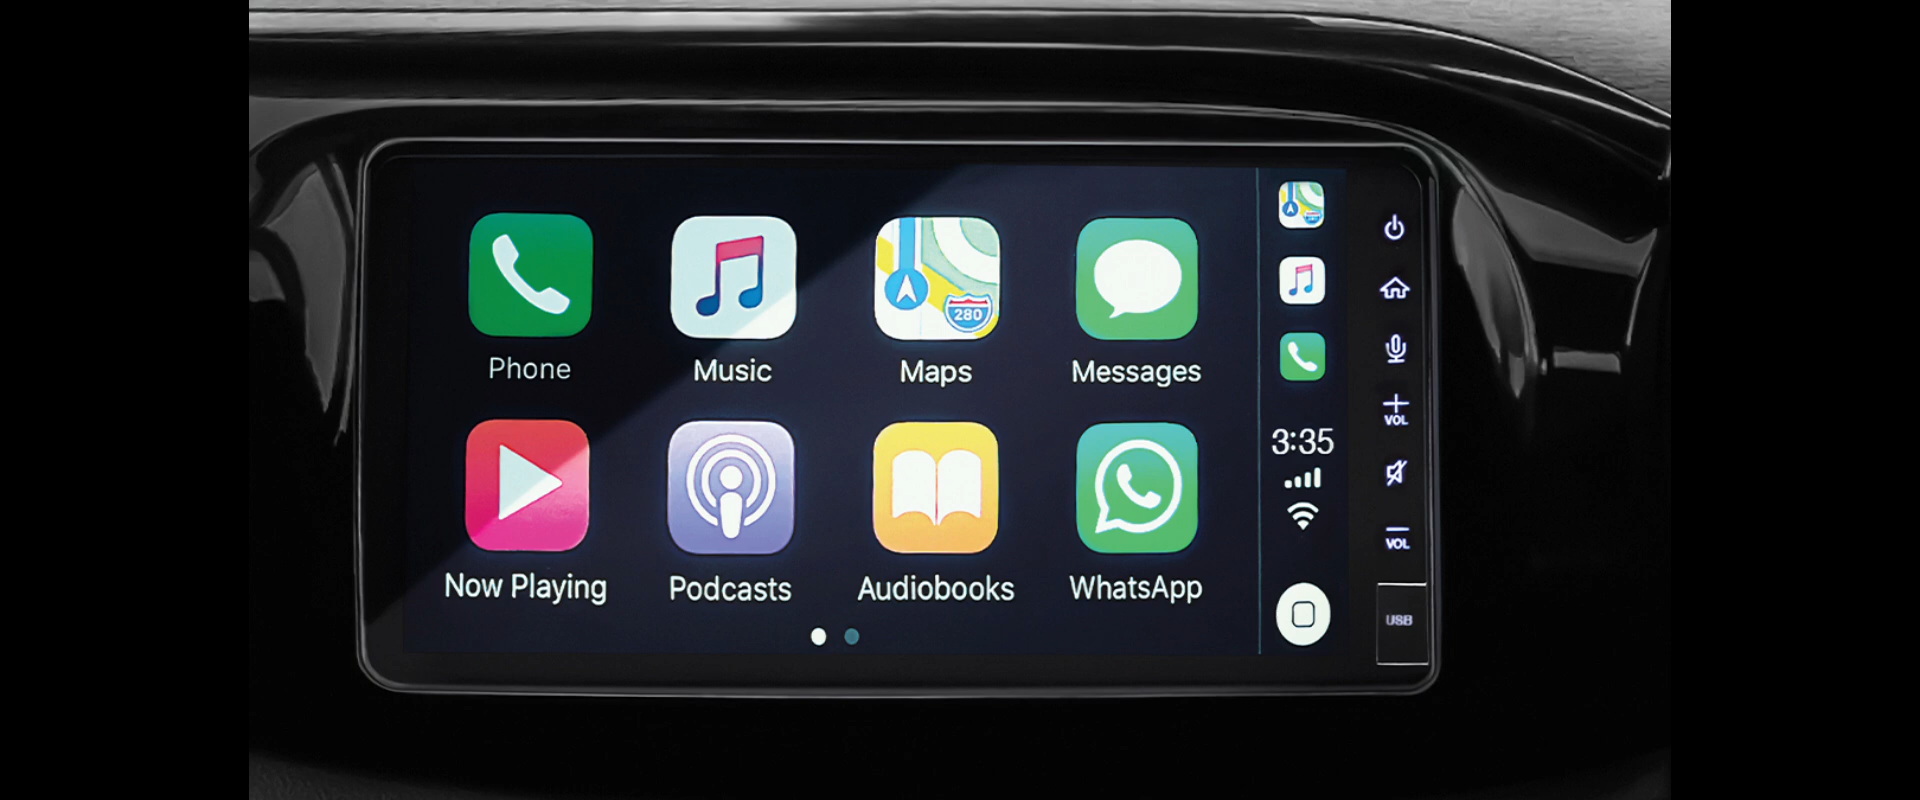 Phone
Music
280
Maps
Messages
Now Playing
Podcasts
Audiobooks
WhatsApp
3:35
VOL
VOL
USB